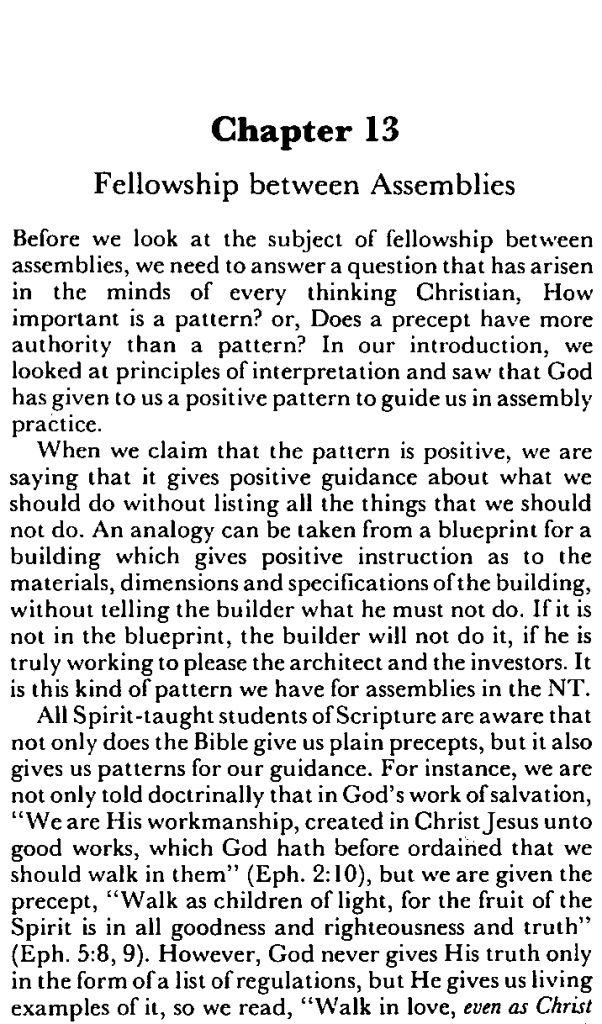 Chapter 13
Fellowship between Assemblies
Before we look at the subject of fellowship between
assemblies, we need to answer a question that has arisen
in the minds of every thinking Christian, How
important is a pattern? or, Does a precept have more
authority than a pattern? In our introduction, we
looked at principles of interpretation and saw that God
has given to us a positive pattern to guide us in assembly
practice.
When we claim that the pattern is positive, we are
saying that it gives positive guidance about what we
should do without listing all the things that we should
not do. An analogy can be taken from a blueprint for a
building which gives positive instruction as to the
materials, dimensions and specifications of the building,
without telling the builder what he must not do. If it is
not in the blueprint, the builder will not do it, if he is
truly working to please the architect and the investors. It
is this kind of pattern we have for assemblies in the NT.
All Spirit-taught students of Scripture are aware that
not only does the Bible give us plain precepts, but it also
gives us patterns for our guidance. For instance, we are
not only told doctrinally that in God's work of salvation,
"We are His workmanship, created in Christ Jesus unto
good works, which God hath before ordained that we
should walk in them" (Eph. 2:10), but we are given the
precept, "Walk as children of light, for the fruit of the
Spirit is in all goodness and righteousness and truth"
(Eph. 5:8, 9). However, God never gives His truth only
in the form of a list of regulations, but He gives us living
examples of it, so we read, "Walk in love, even as Christ